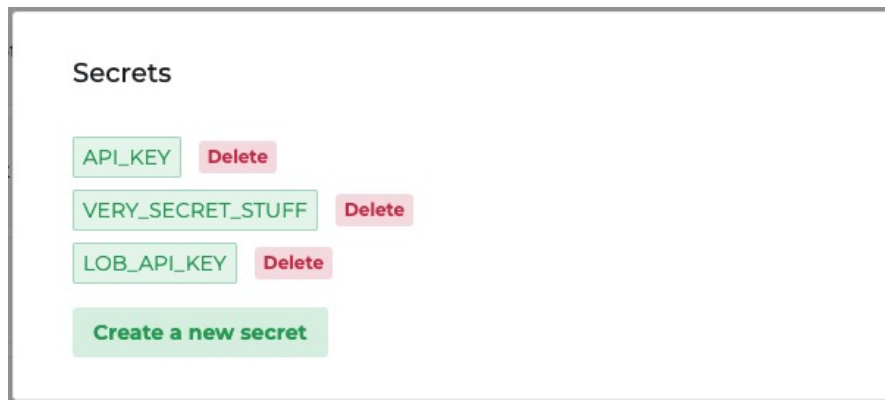 Secrets
API_KEY Delete
VERY_SECRET_STUFF Delete
LOB_API_KEY Delete
Create a new secret